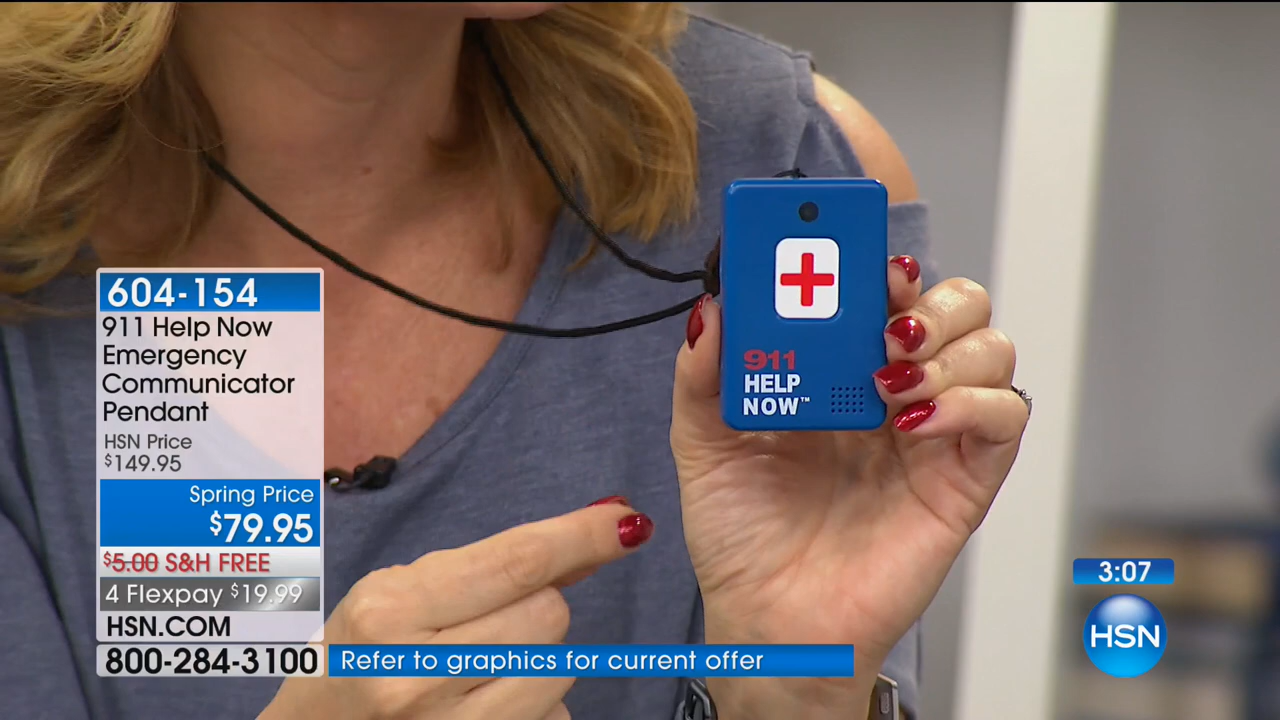 604-154
911 Help Now
Emergency
Communicator
Pendant
HSN Price
$149.95
Spring Price
$79.95
$5.00 S&H FREE
4 Flexpay $19.99
HSN.COM
800-284-3100
Refer to graphics for current offer
911
HELP
NOW™
3:07
HSN